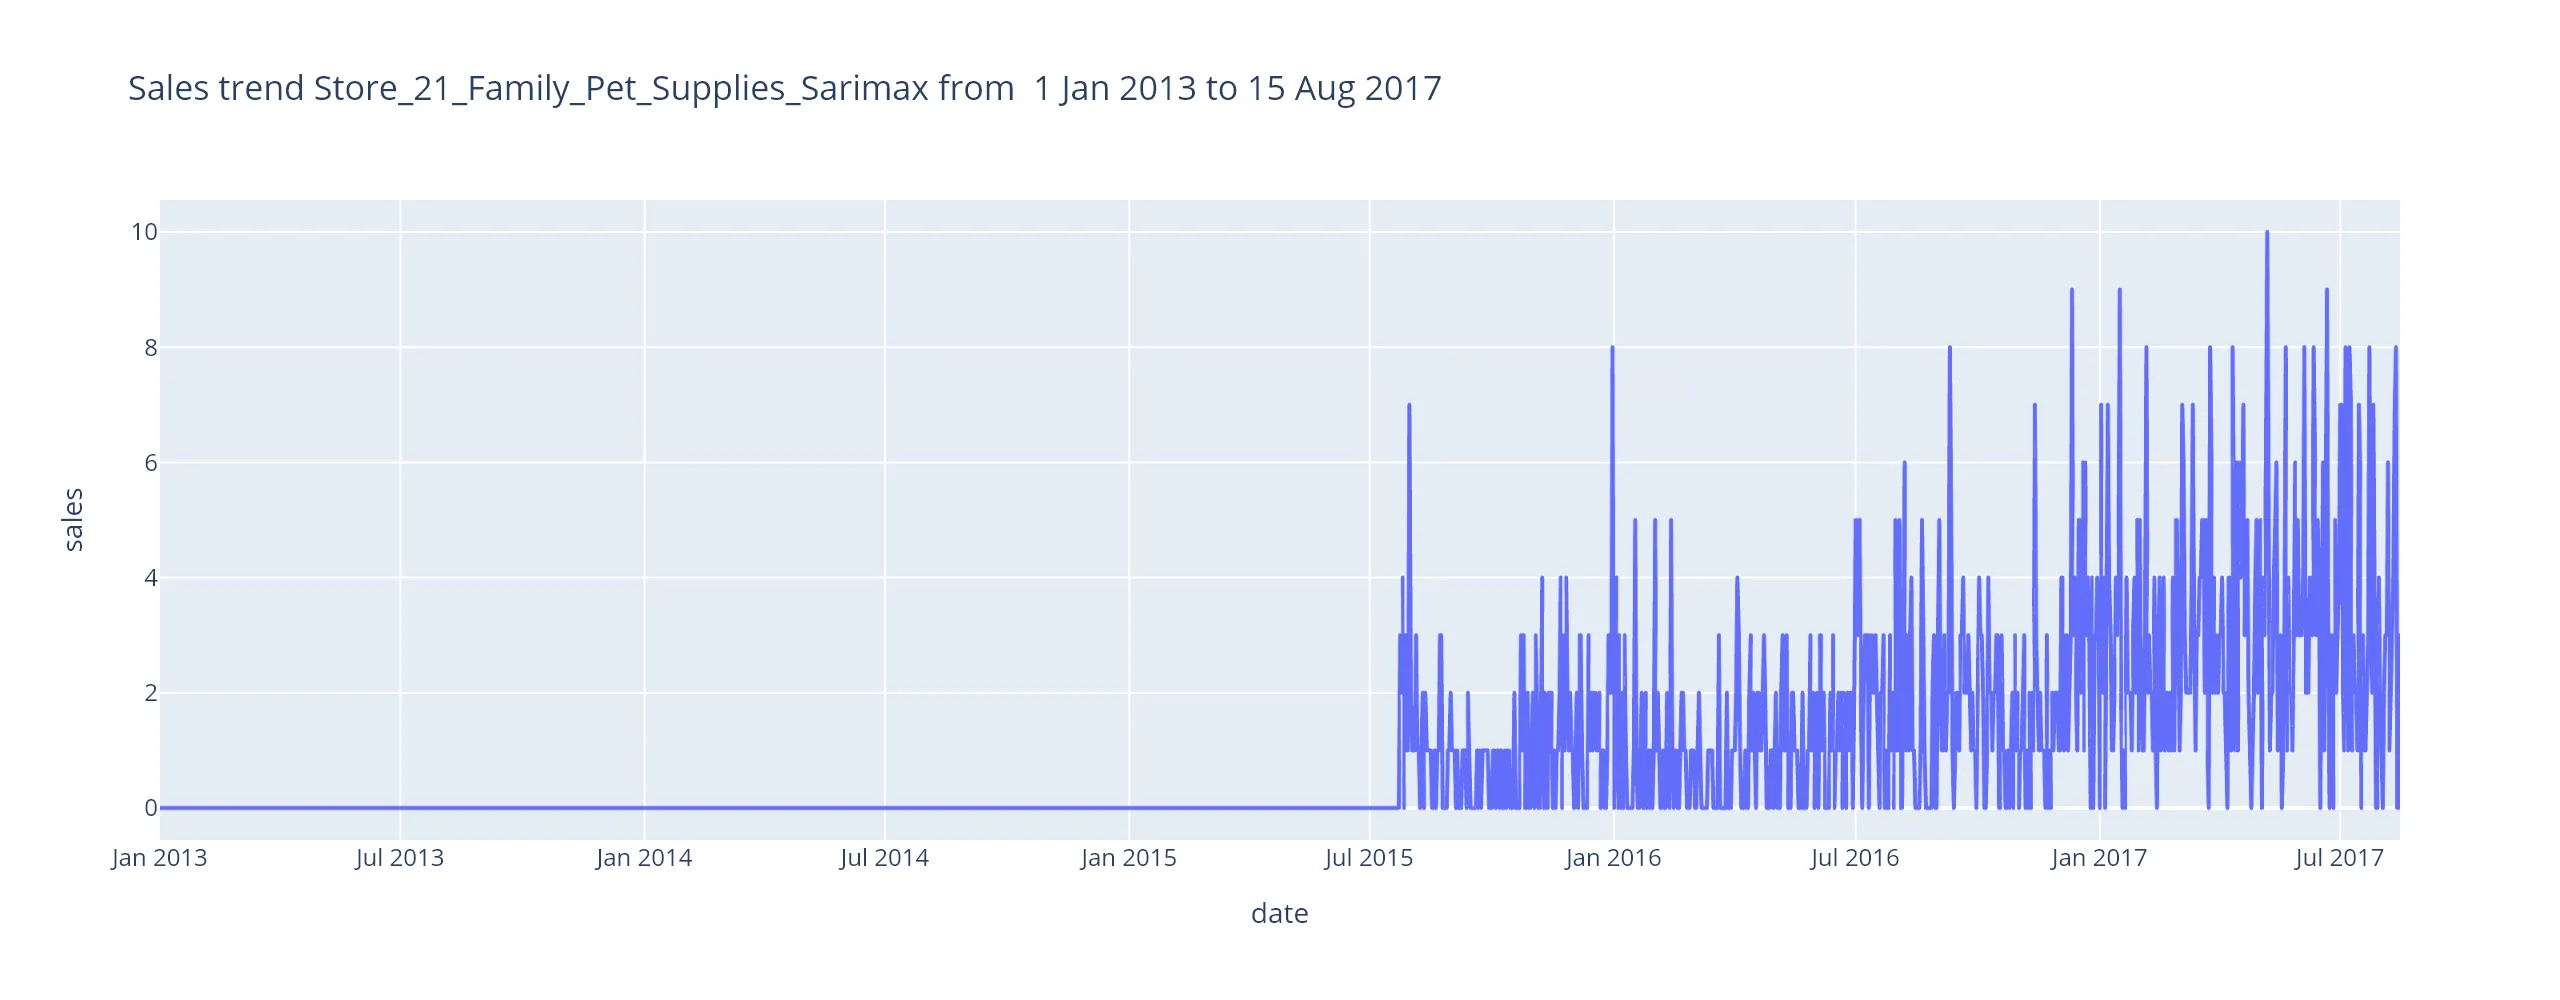 Sales trend Store_21_Family_Pet_Supplies_Sarimax from  1 Jan 2013 to 15 Aug 2017
10
8
6
4
2
0
sales
Jan 2013 Jul 2013 Jan 2014 Jul 2014 Jan 2015 Jul 2015 Jan 2016 Jul 2016 Jan 2017 Jul 2017
date